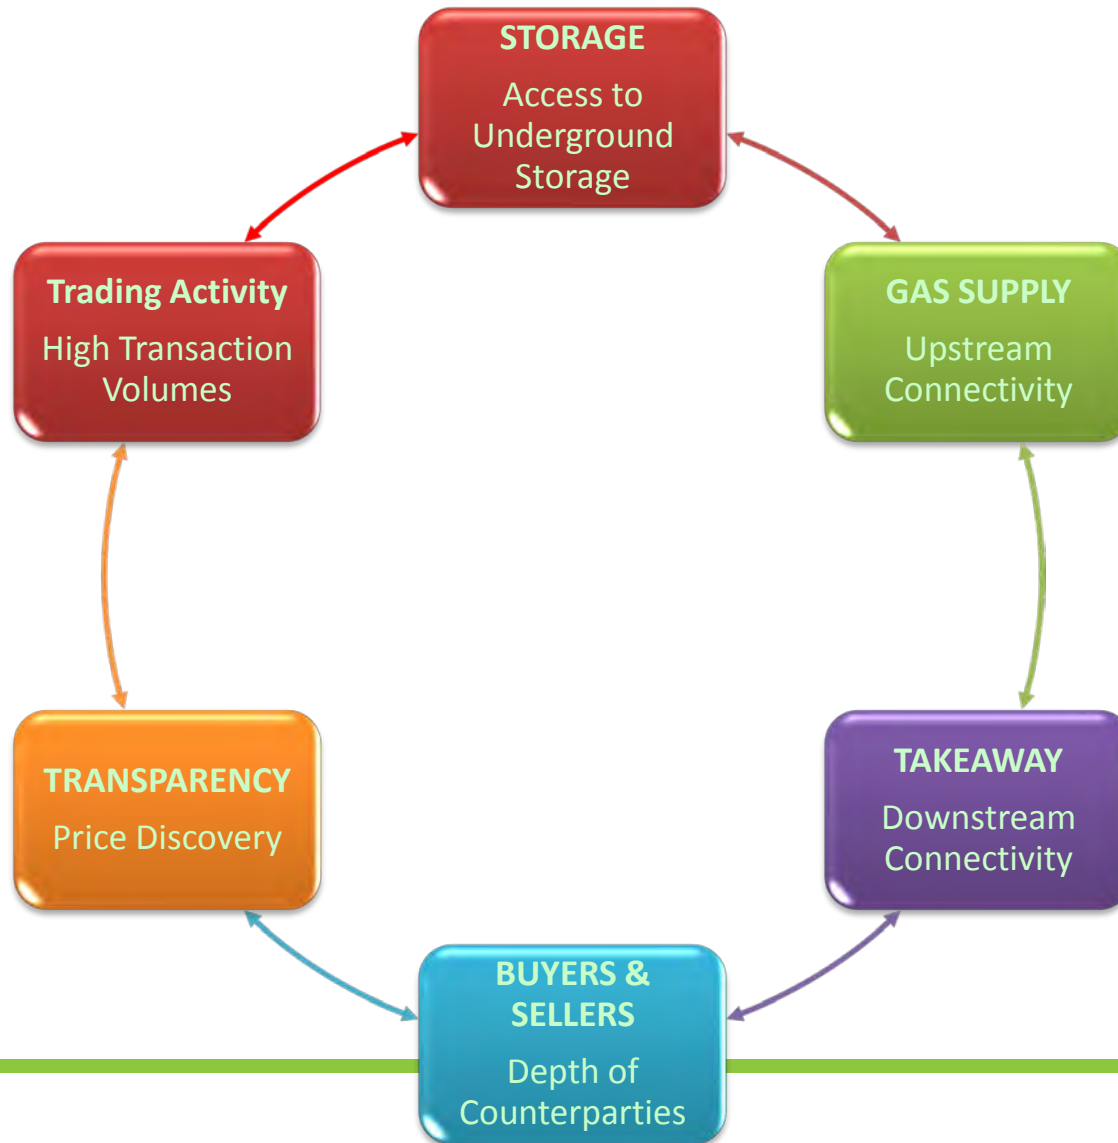 STORAGE
Access to
Underground
Storage
Trading Activity
High Transaction
Volumes
GAS SUPPLY
Upstream
Connectivity
TRANSPARENCY
Price Discovery
TAKEAWAY
Downstream
Connectivity
BUYERS &
SELLERS
Depth of
Counterparties